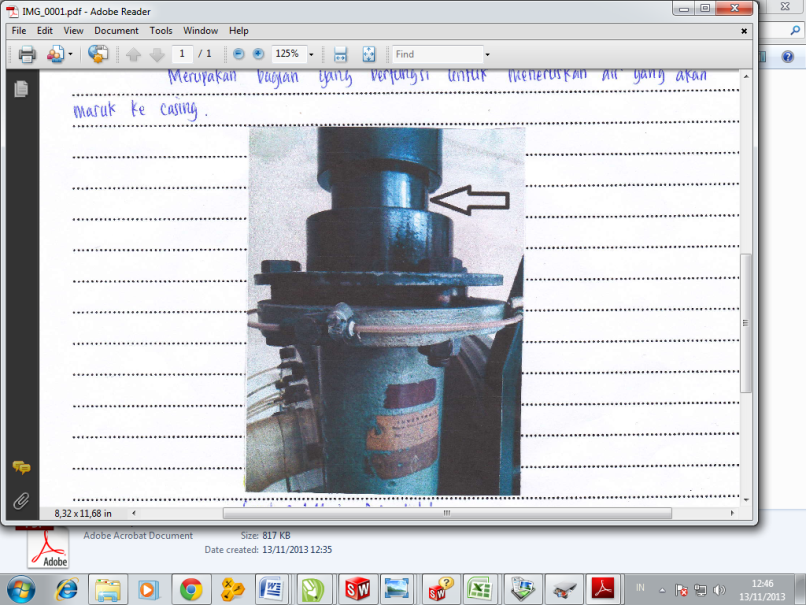 IMG_0001.pdf - Adobe Reader
File Edit View Document Tools Window Help
1 / 1 125% Find
Merupakan bagian yang berfungsi untuk meneruskan air yang akan
masuk ke casing.
8,32 x 11,68 in
Adobe
Adobe Acrobat Document
Size: 817 KB
Date created: 13/11/2013 12:35
IN
12:46
13/11/2013